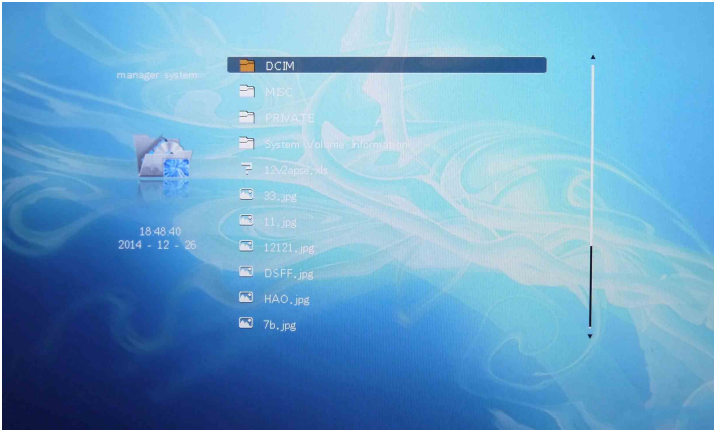 manager system
18:48:40
2014 - 12 - 26
DCIM
MISC
PRIVATE
System Volume Information
33.jpg
11.jpg
12121.jpg
DSFF.jpg
HAO.jpg
7b.jpg